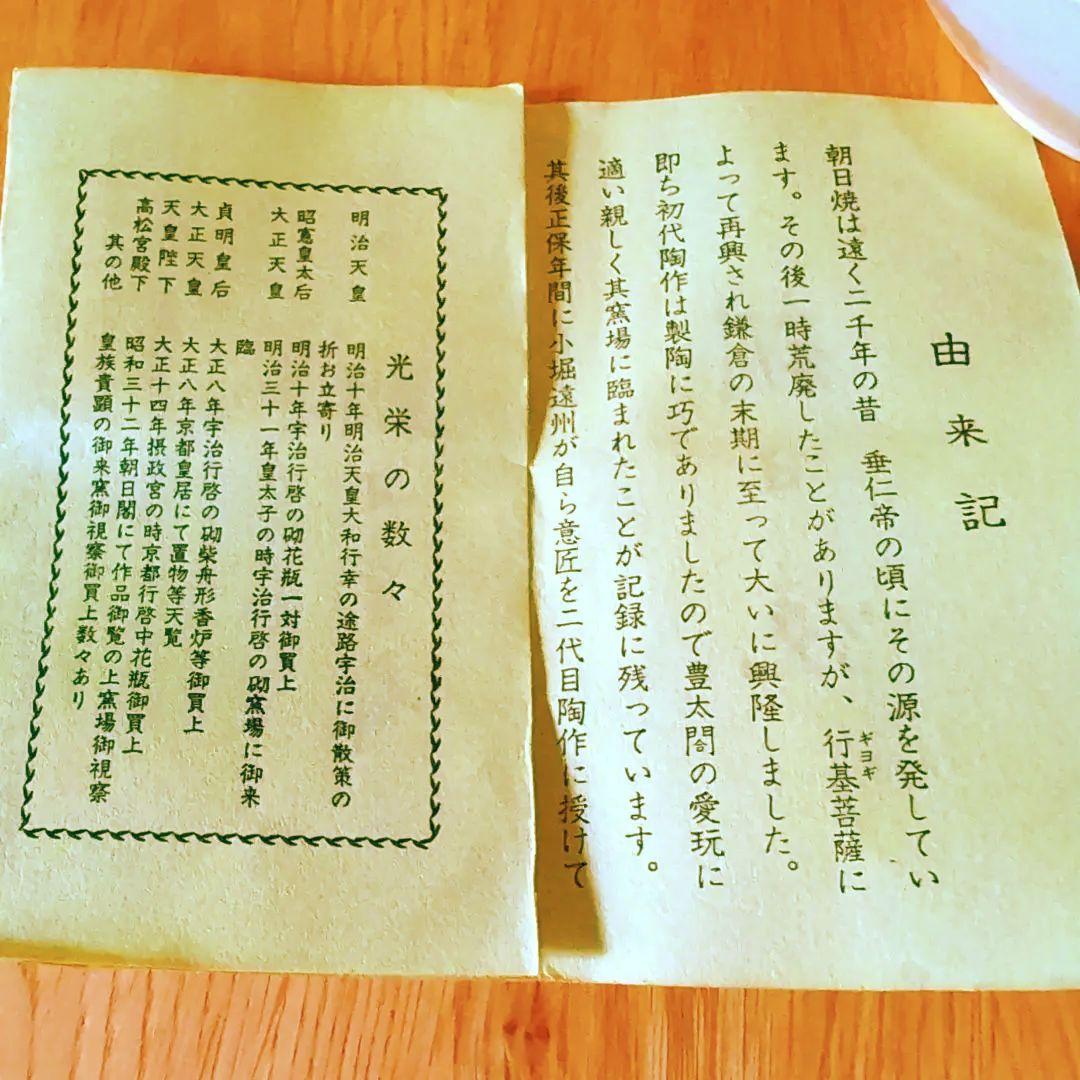 由来記
朝日焼は遠く二千年の昔　垂仁帝の頃にその源を発してい
ます。その後一時荒廃したことがありますが、行基菩薩に
ギヨギ
よって再興され鎌倉の末期に至って大いに興隆しました。
即ち初代陶作は製陶に巧でありましたので豊太閤の愛玩に
適い親しく其窯場に臨まれたことが記録に残っています。
其後正保年間に小堀遠州が自ら意匠を二代目陶作に授けて
光栄の数々
明治天皇　明治十年明治天皇大和行幸の途路宇治に御散策の
折お立寄り
昭憲皇太后　明治十年宇治行啓の砌花瓶一対御買上
大正天皇　明治三十一年皇太子の時宇治行啓の砌窯場に御来
臨
貞明皇后　大正八年宇治行啓の砌柴舟形香炉等御買上
大正天皇　大正八年京都皇居にて置物等天覧
天皇陛下　大正十四年摂政宮の時京都行啓中花瓶御買上
高松宮殿下　昭和三十二年朝日閣にて作品御覧の上窯場御視察
其の他　皇族貴顕の御来窯御視察御買上数々あり